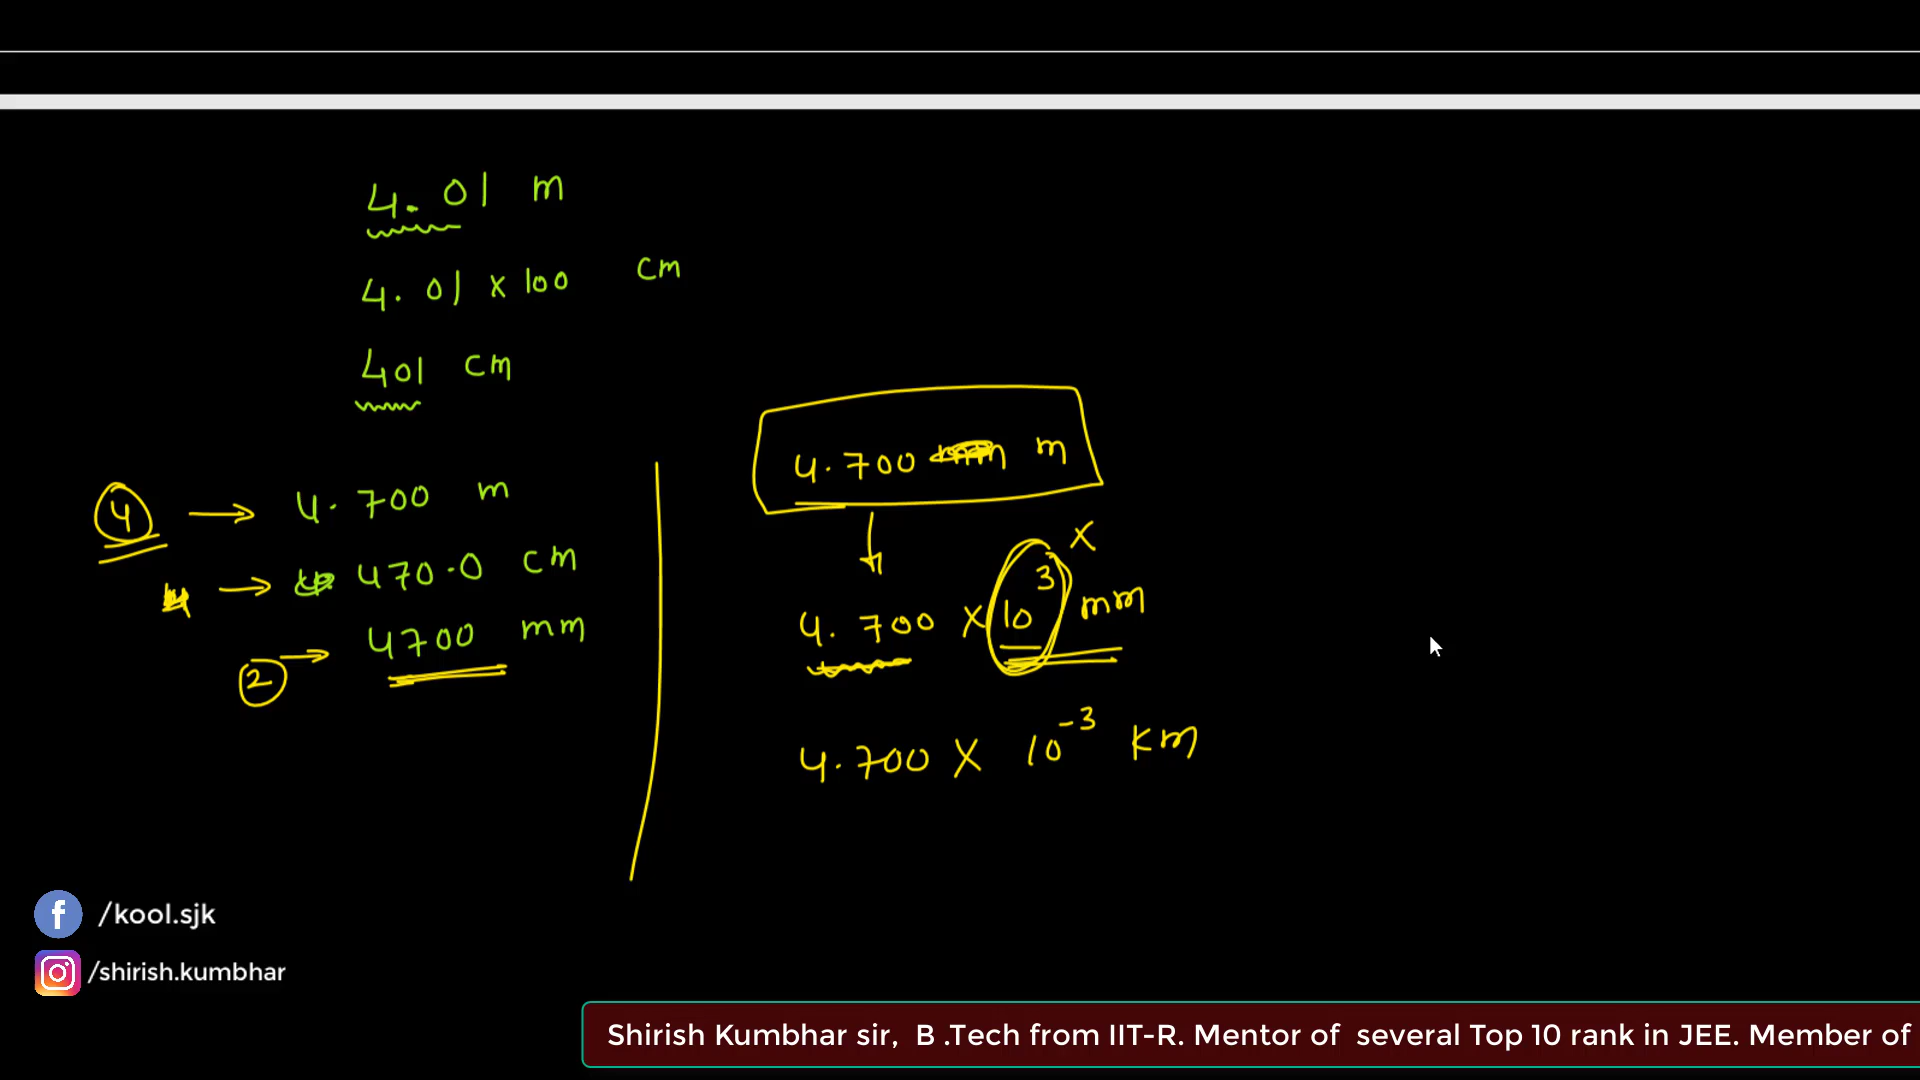 4.01 m
4.01 x 100 cm
401 cm
4 → 4.700 m
4 → 470.0 cm
2 → 4700 mm
4.700 m
x
4.700 x 10³ mm
4.700 x 10⁻³ km
/kool.sjk
/shirish.kumbhar
Shirish Kumbhar sir, B .Tech from IIT-R. Mentor of several Top 10 rank in JEE. Member of